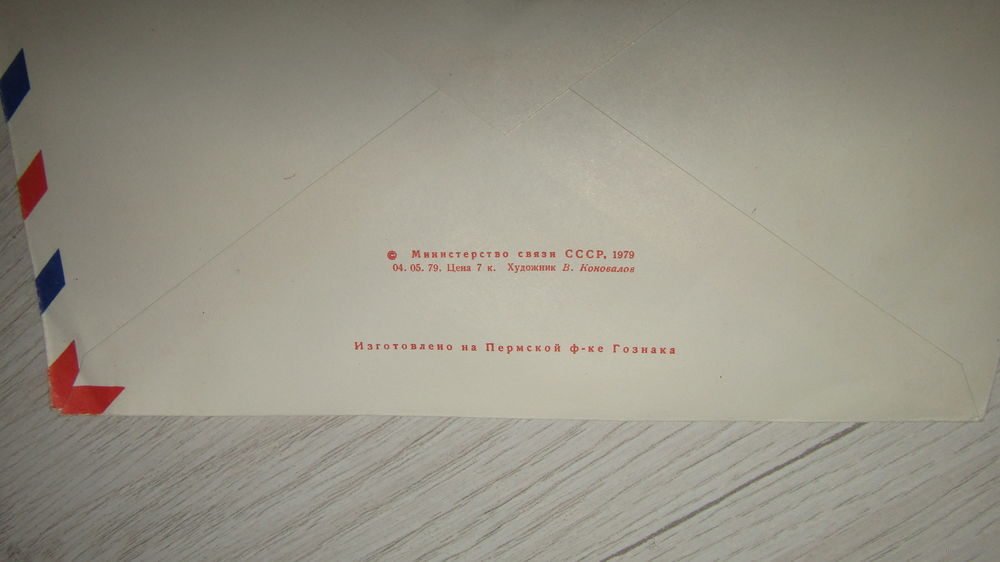 © Министерство связи СССР, 1979
04. 05. 79. Цена 7 к. Художник В. Коновалов
Изготовлено на Пермской ф-ке Гознака